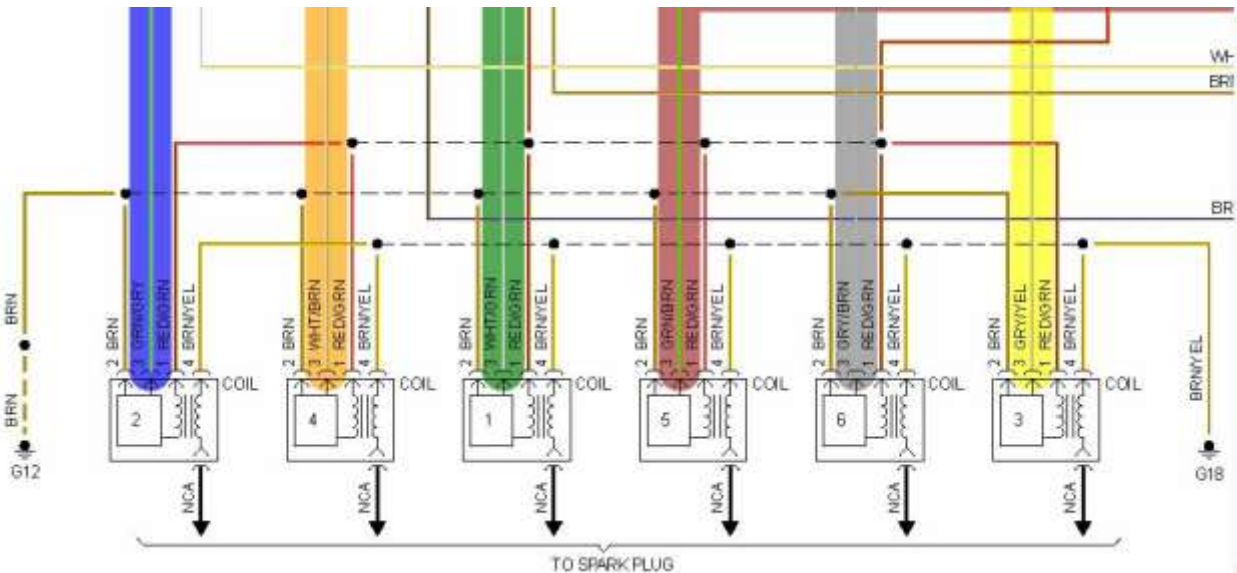 WH
BRN
BR
BRN
BRN
G12
2 BRN
3 GRN/GRY
1 RED/GRN
4 BRN/YEL
COIL
2
NCA
2 BRN
3 WHT/BRN
1 RED/GRN
4 BRN/YEL
COIL
4
NCA
2 BRN
3 WHT/GRN
1 RED/GRN
4 BRN/YEL
COIL
1
NCA
2 BRN
3 GRN/BRN
1 RED/GRN
4 BRN/YEL
COIL
5
NCA
2 BRN
3 GRY/BRN
1 RED/GRN
4 BRN/YEL
COIL
6
NCA
2 BRN
3 GRY/YEL
1 RED/GRN
4 BRN/YEL
COIL
3
NCA
BRN/YEL
G18
TO SPARK PLUG